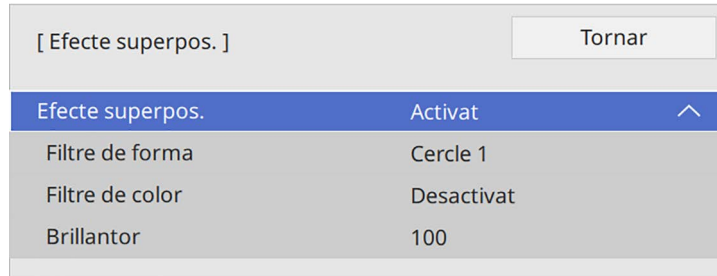 [ Efecte superpos. ] Tornar
Efecte superpos. Activat
Filtre de forma Cercle 1
Filtre de color Desactivat
Brillantor 100